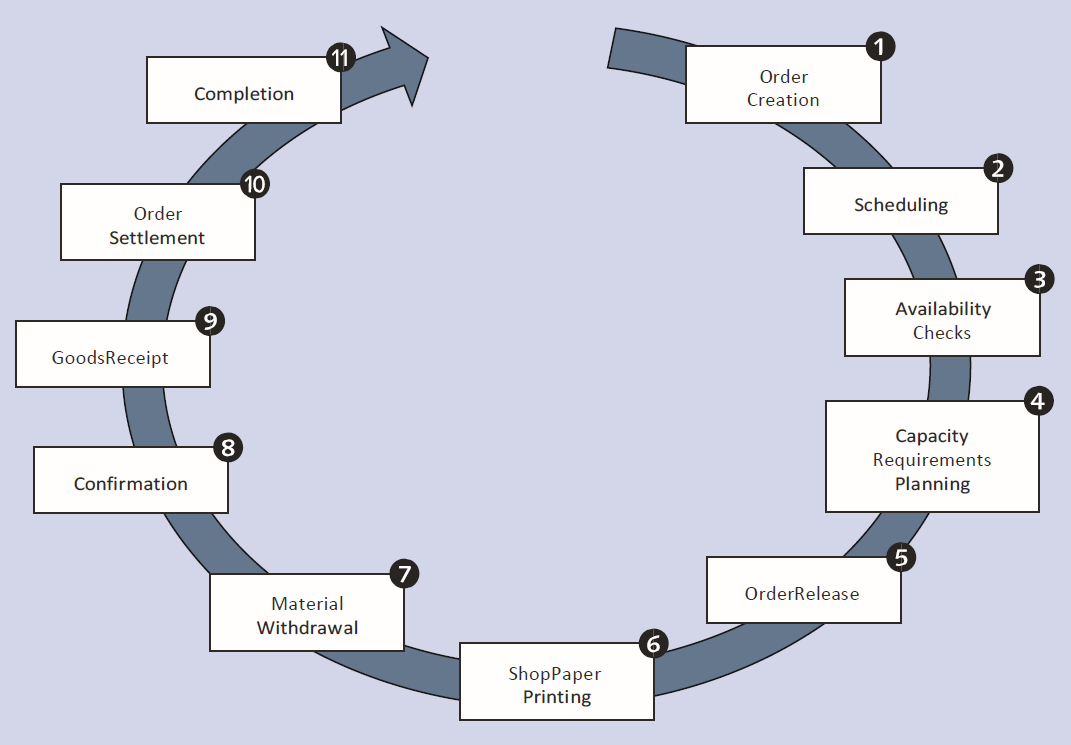 1
Order
Creation
2
Scheduling
3
Availability
Checks
4
Capacity
Requirements
Planning
5
OrderRelease
6
ShopPaper
Printing
7
Material
Withdrawal
8
Confirmation
9
GoodsReceipt
10
Order
Settlement
11
Completion